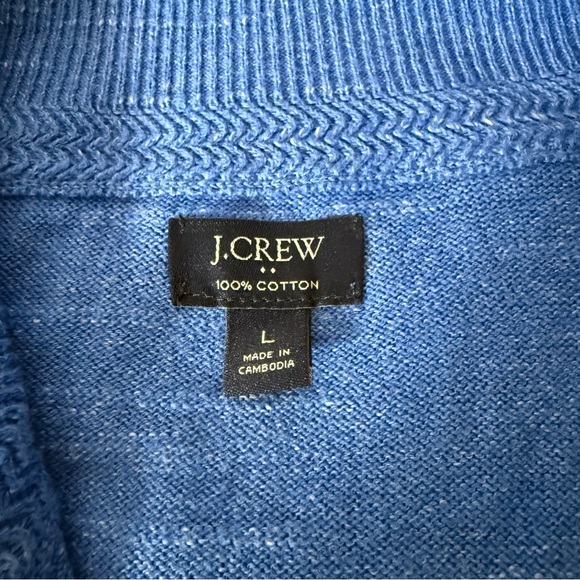 J.CREW
100% COTTON
L
MADE IN
CAMBODIA